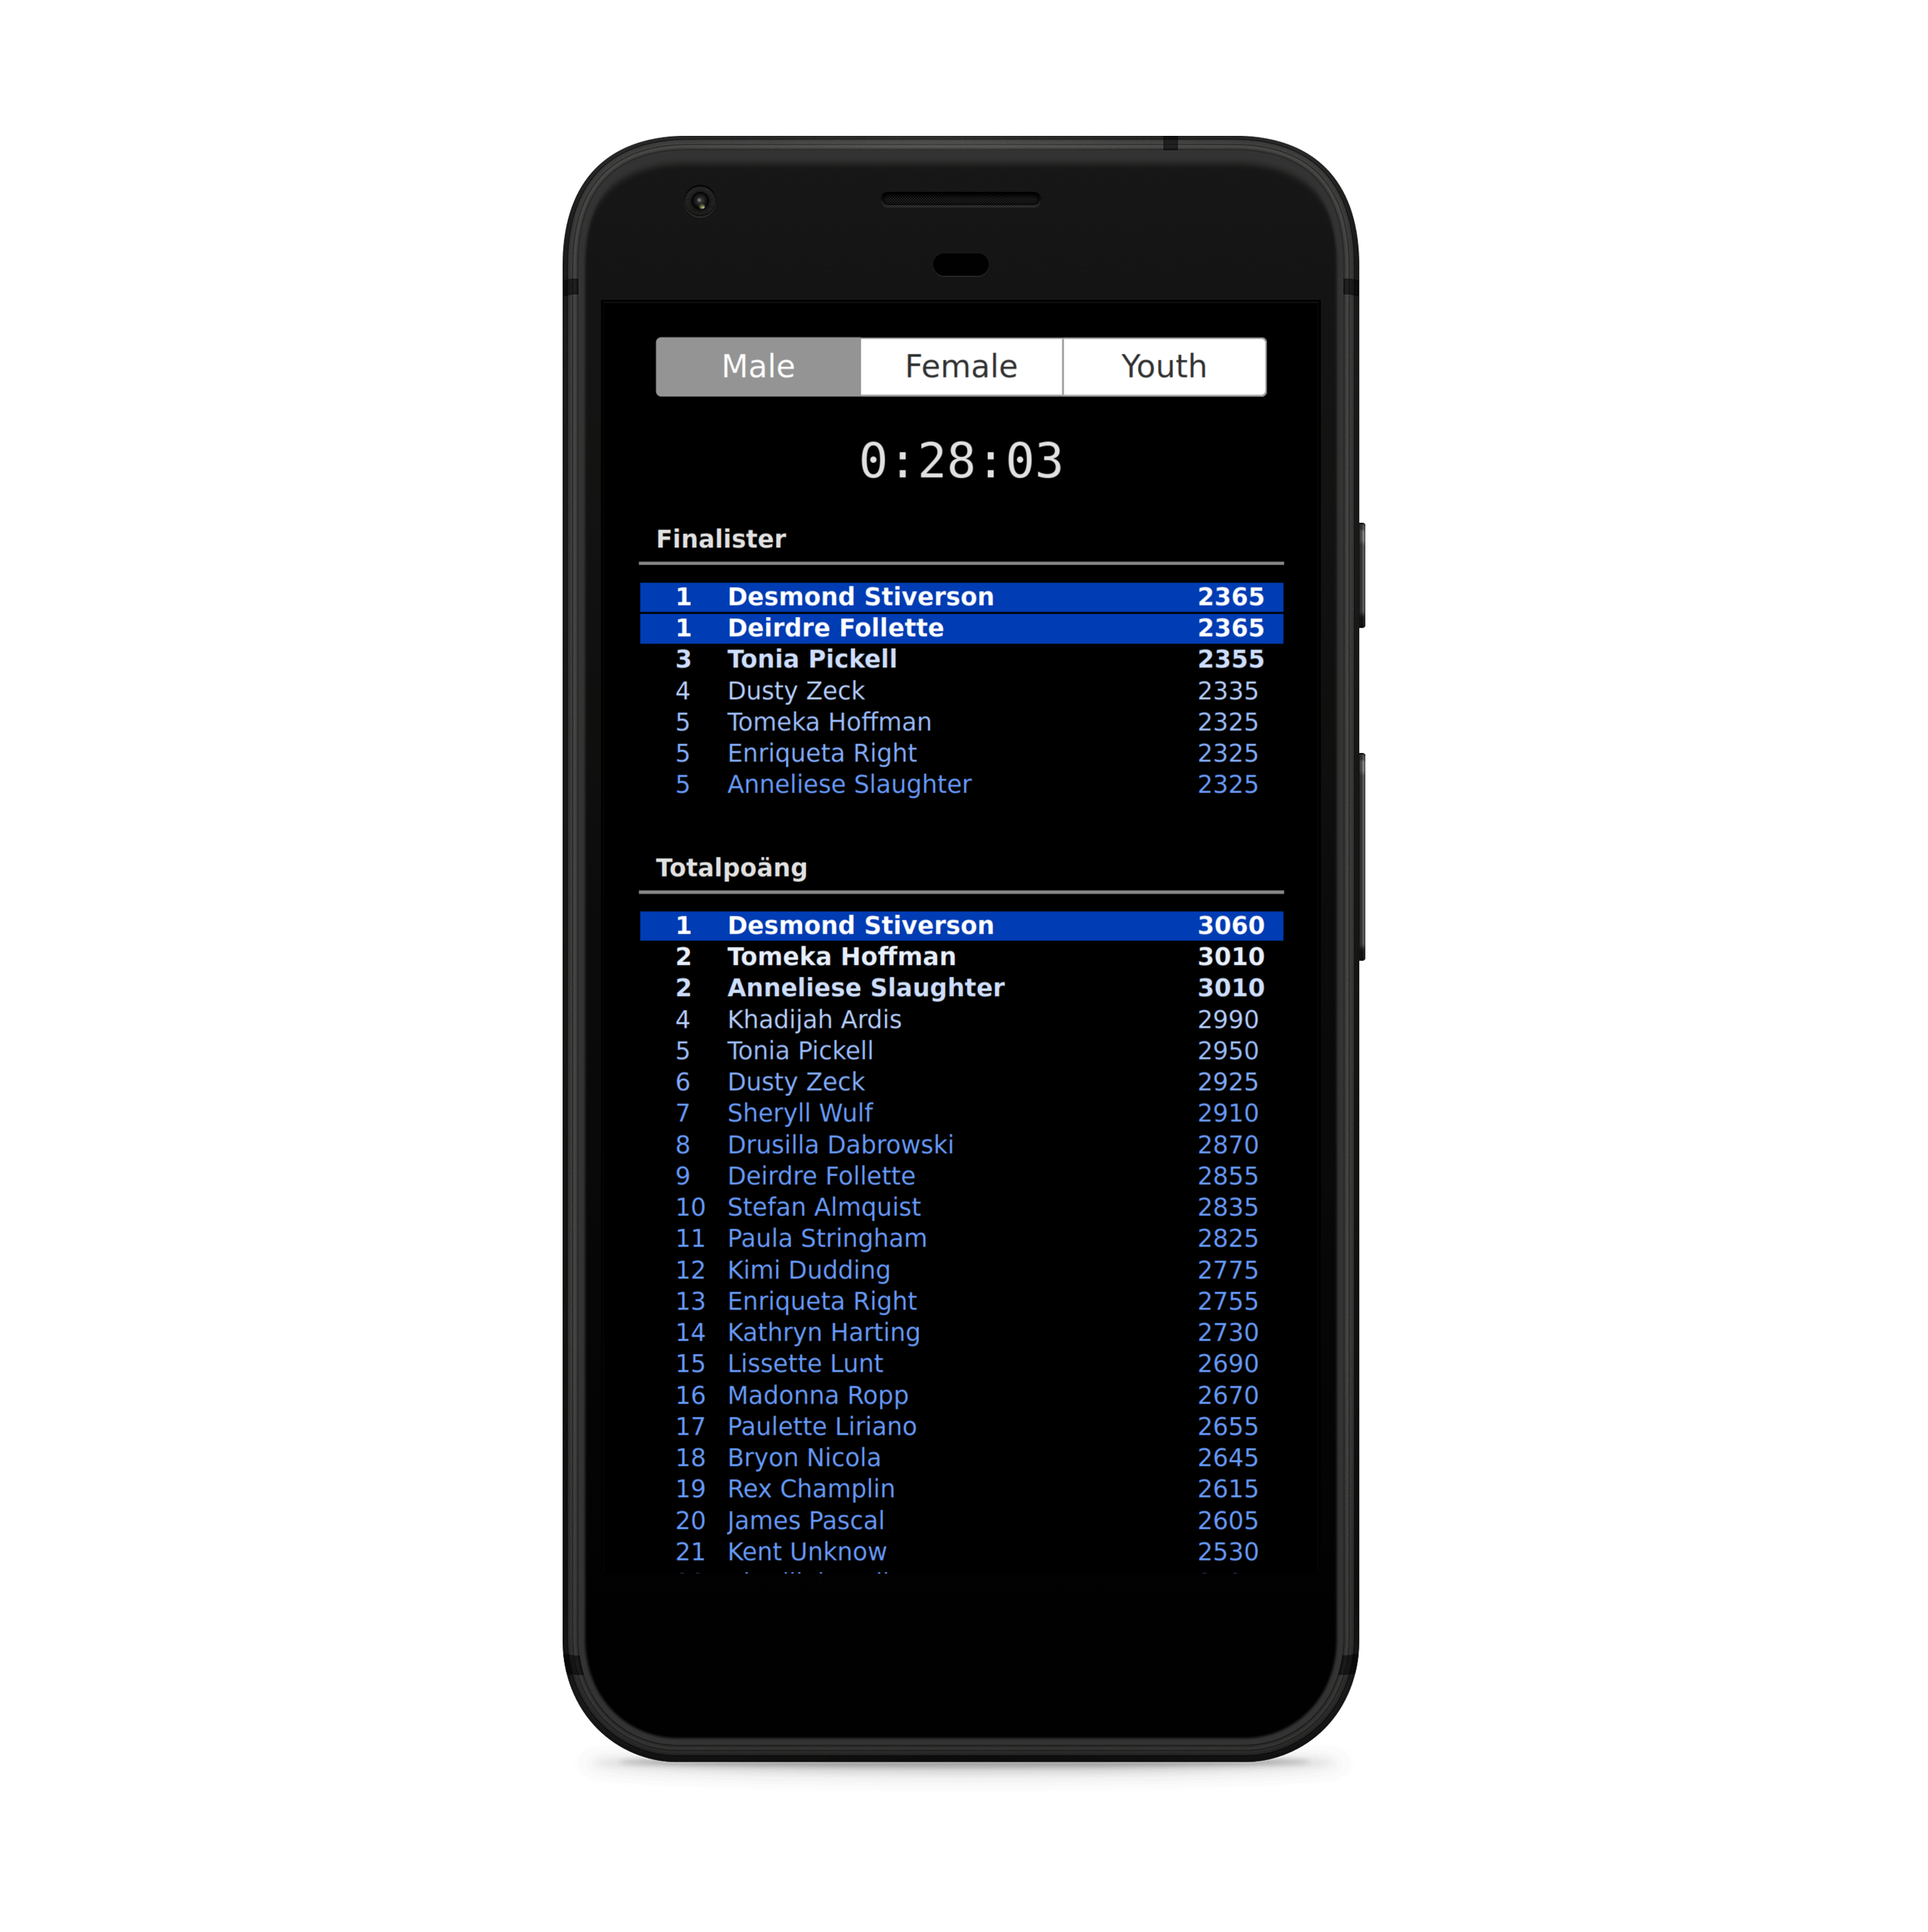 Male Female Youth
0:28:03
Finalister
1 Desmond Stiverson 2365
1 Deirdre Follette 2365
3 Tonia Pickell 2355
4 Dusty Zeck 2335
5 Tomeka Hoffman 2325
5 Enriqueta Right 2325
5 Anneliese Slaughter 2325
Totalpoäng
1 Desmond Stiverson 3060
2 Tomeka Hoffman 3010
2 Anneliese Slaughter 3010
4 Khadijah Ardis 2990
5 Tonia Pickell 2950
6 Dusty Zeck 2925
7 Sheryll Wulf 2910
8 Drusilla Dabrowski 2870
9 Deirdre Follette 2855
10 Stefan Almquist 2835
11 Paula Stringham 2825
12 Kimi Dudding 2775
13 Enriqueta Right 2755
14 Kathryn Harting 2730
15 Lissette Lunt 2690
16 Madonna Ropp 2670
17 Paulette Liriano 2655
18 Bryon Nicola 2645
19 Rex Champlin 2615
20 James Pascal 2605
21 Kent Unknow 2530